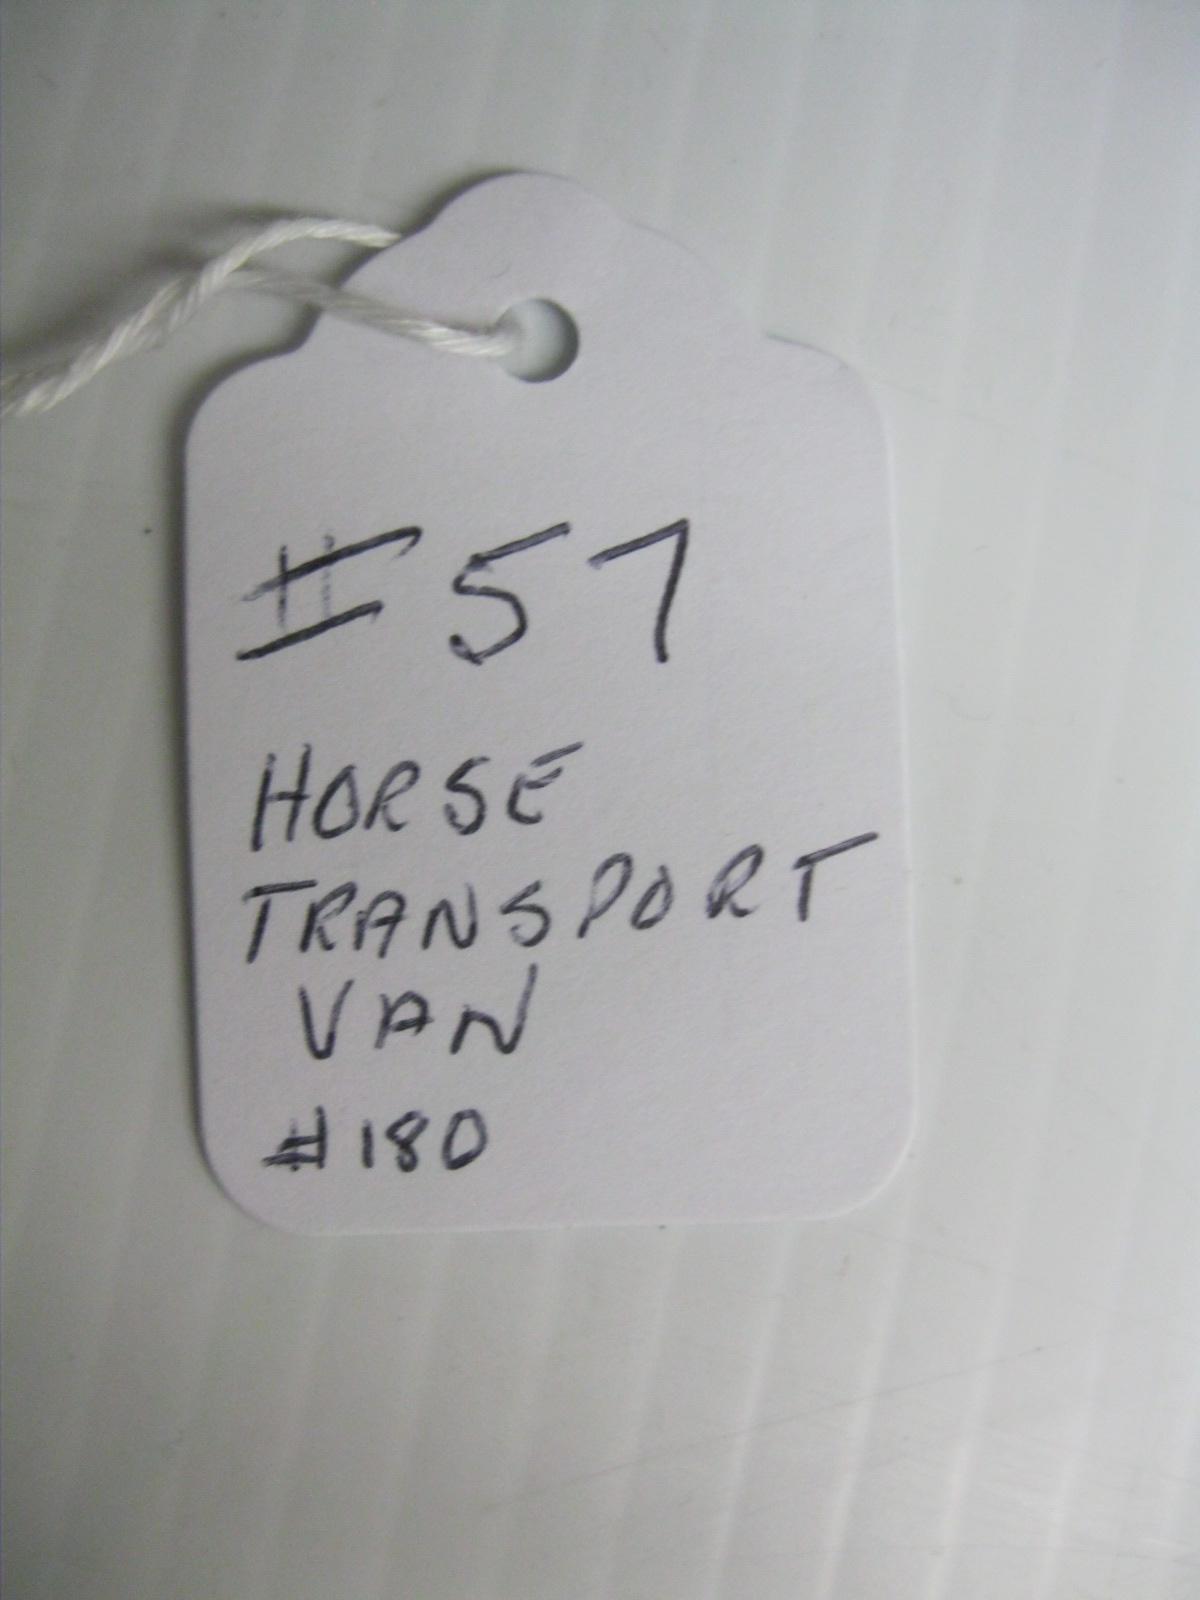 #57
HORSE
TRANSPORT
VAN
#180